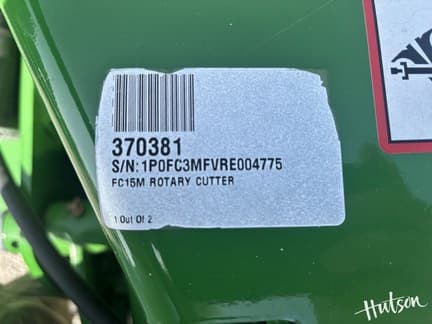 370381
S/N: 1P0FC3MFVRE004775
FC15M ROTARY CUTTER
1 Out Of 2
Hutson